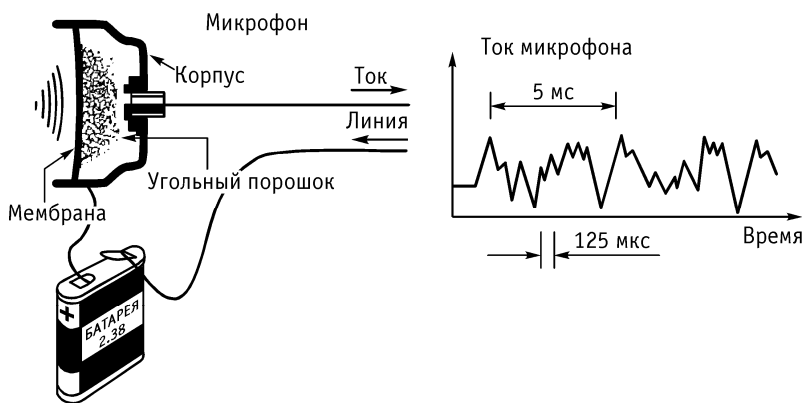 Микрофон
Корпус
Ток
Линия
Угольный порошок
Мембрана
+
БАТАРЕЯ
2.38
Ток микрофона
5 мс
Время
125 мкс